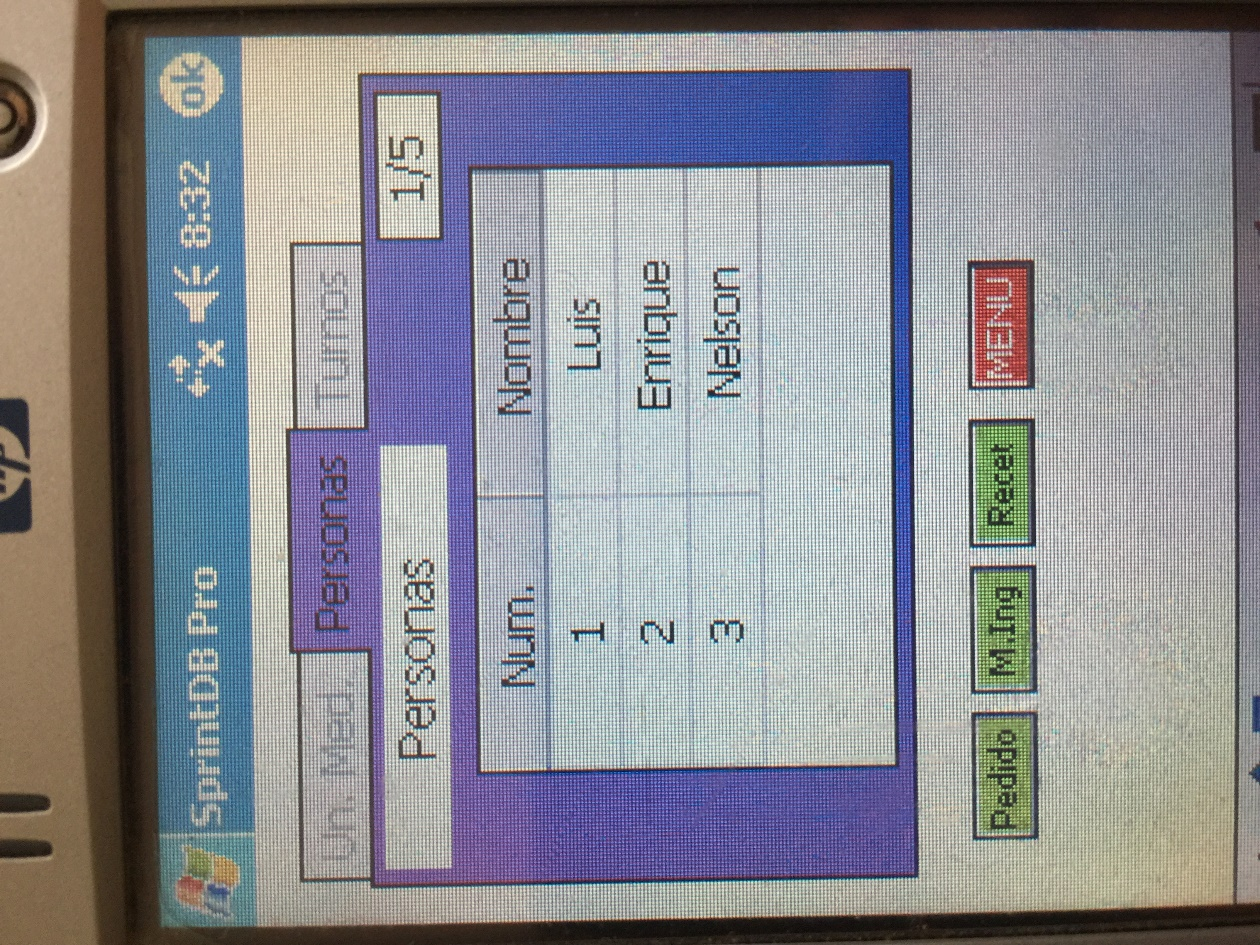 SprintDB Pro 8:32 ok
Un. Med. Personas Turnos
Personas 1/5
Num. Nombre
1 Luis
2 Enrique
3 Nelson
Pedido M.Ing Recet MENU
hp